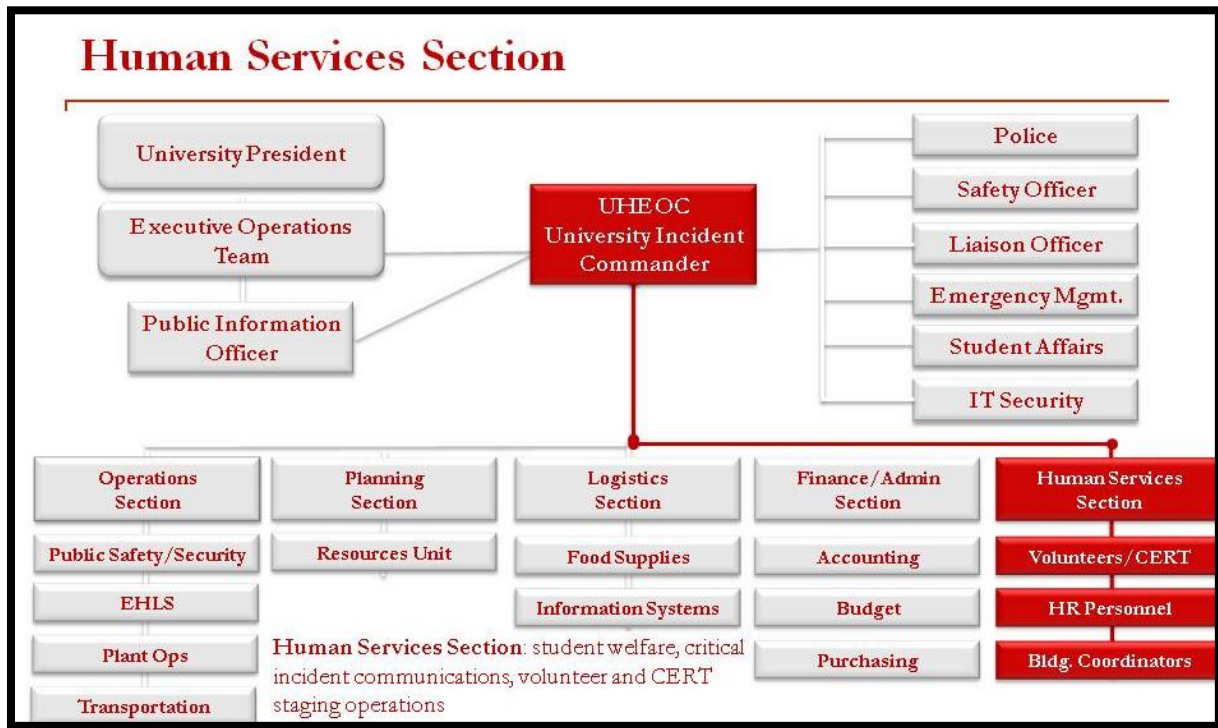 Human Services Section
University President
Executive Operations
Team
Public Information
Officer
UHEOC
University Incident
Commander
Police
Safety Officer
Liaison Officer
Emergency Mgmt.
Student Affairs
IT Security
Operations
Section
Public Safety/Security
EHLS
Plant Ops
Transportation
Planning
Section
Resources Unit
Logistics
Section
Food Supplies
Information Systems
Finance/Admin
Section
Accounting
Budget
Purchasing
Human Services
Section
Volunteers/CERT
HR Personnel
Bldg. Coordinators
Human Services Section: student welfare, critical
incident communications, volunteer and CERT
staging operations